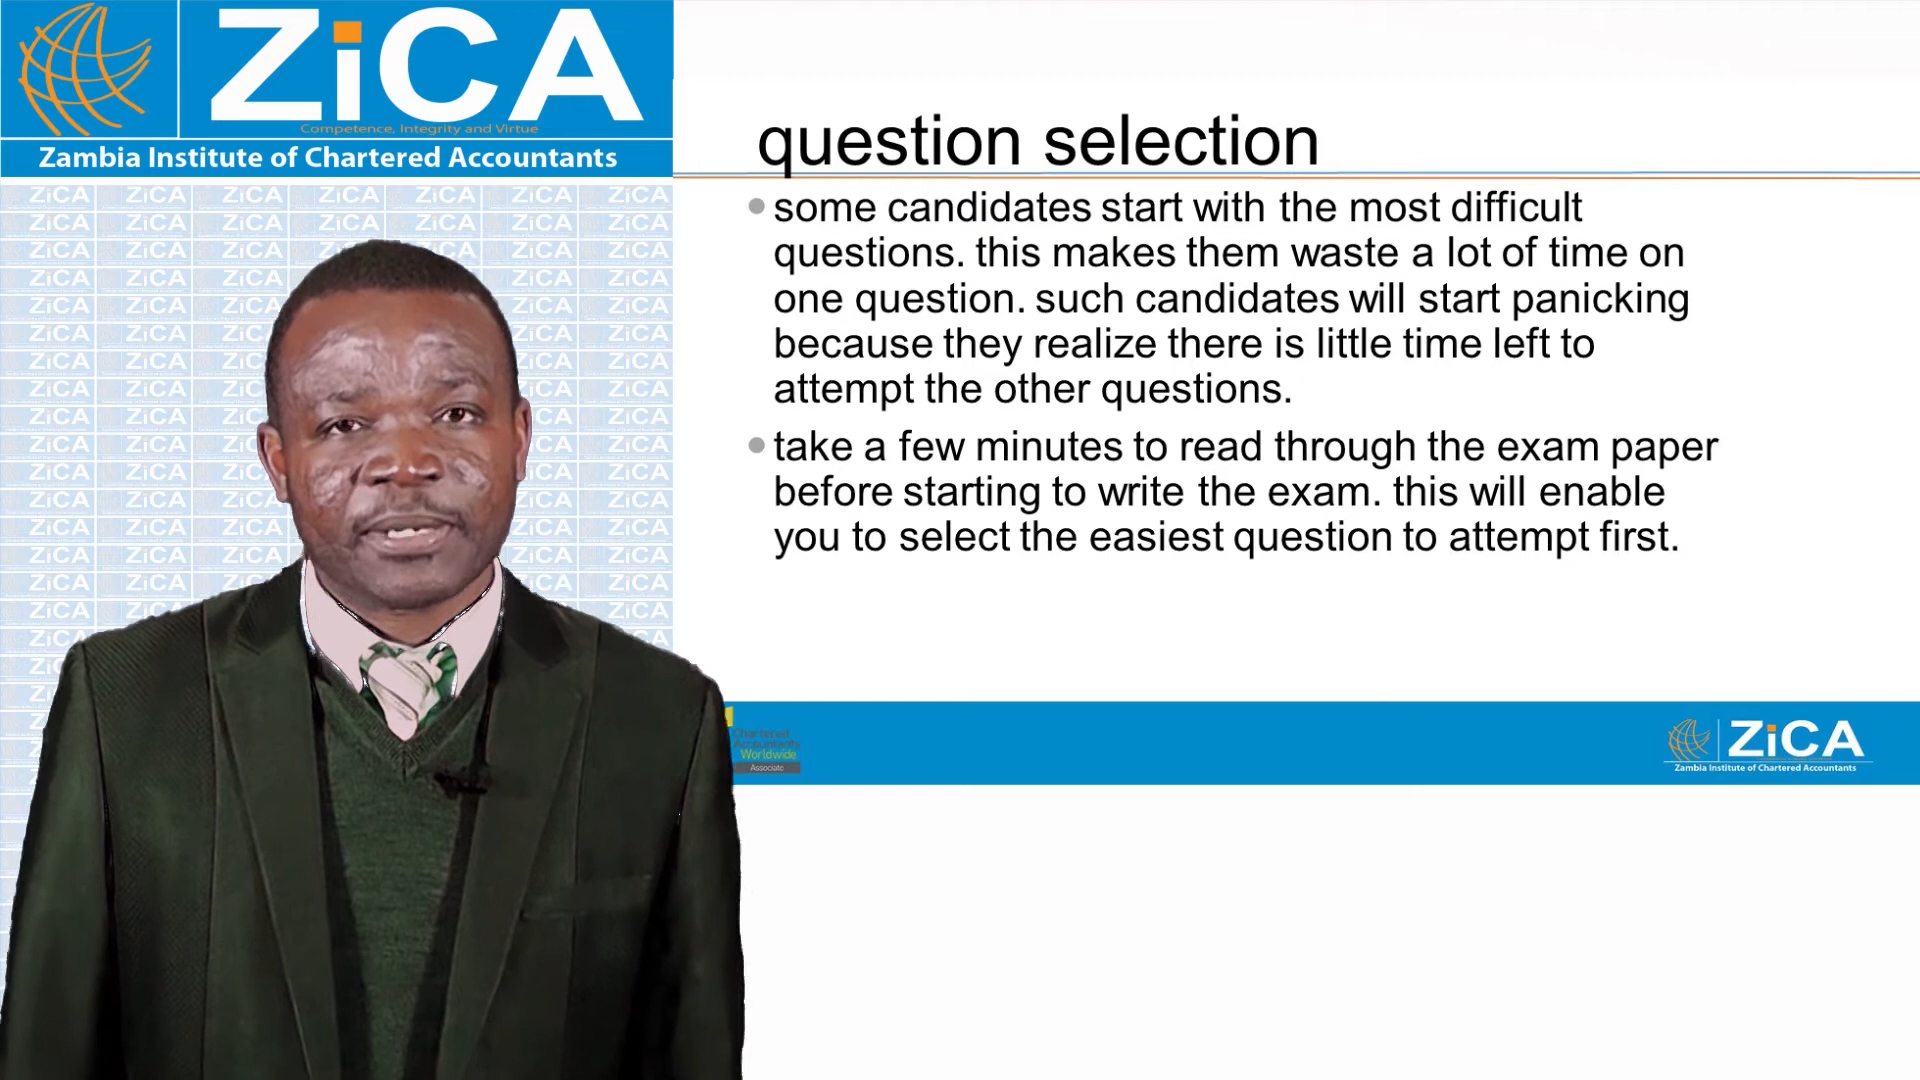 ZiCA
Competence, Integrity and Virtue
Zambia Institute of Chartered Accountants
question selection
some candidates start with the most difficult
questions. this makes them waste a lot of time on
one question. such candidates will start panicking
because they realize there is little time left to
attempt the other questions.
take a few minutes to read through the exam paper
before starting to write the exam. this will enable
you to select the easiest question to attempt first.
Chartered
Accountants
Worldwide
Associate
ZiCA
Zambia Institute of Chartered Accountants